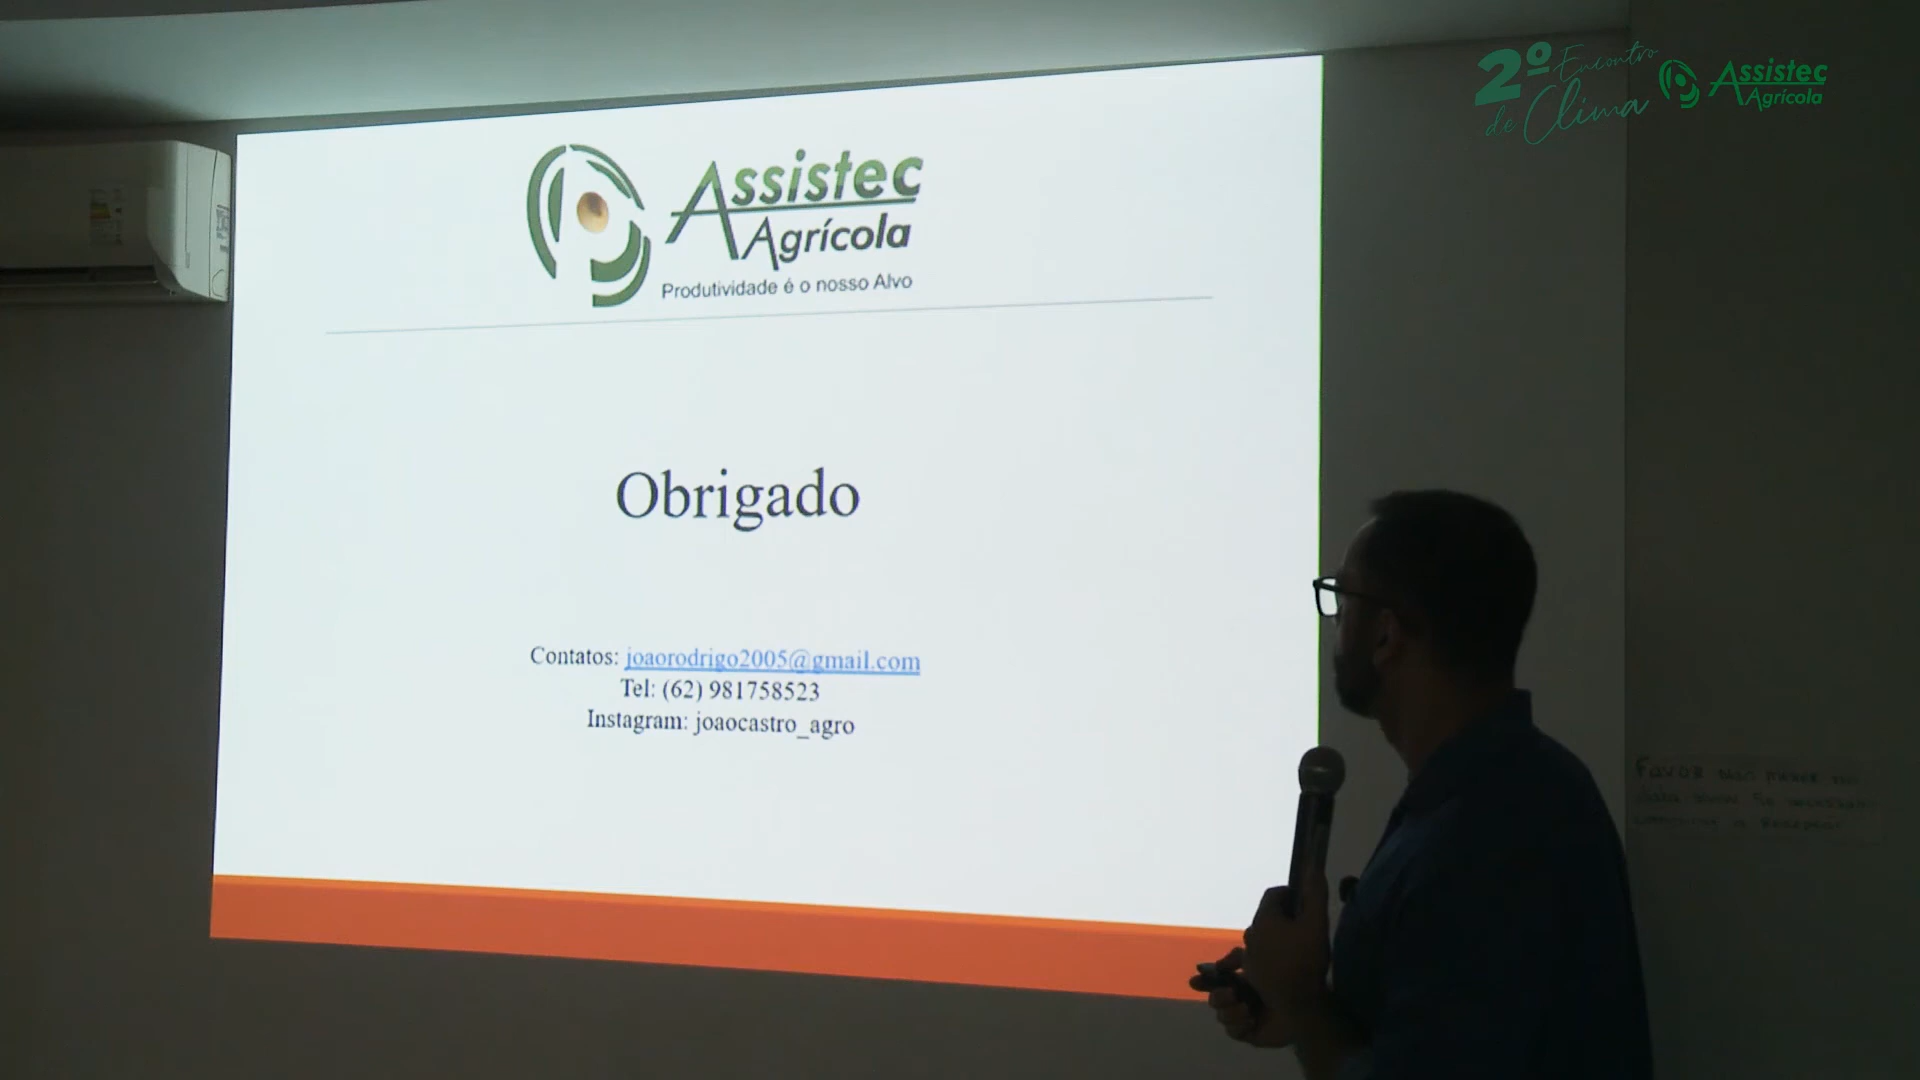 2º Encontro
de Clima
Assistec
Agrícola
Assistec
Agrícola
Produtividade é o nosso Alvo
Obrigado
Contatos: joaorodrigo2005@gmail.com
Tel: (62) 981758523
Instagram: joaocastro_agro
Favor não